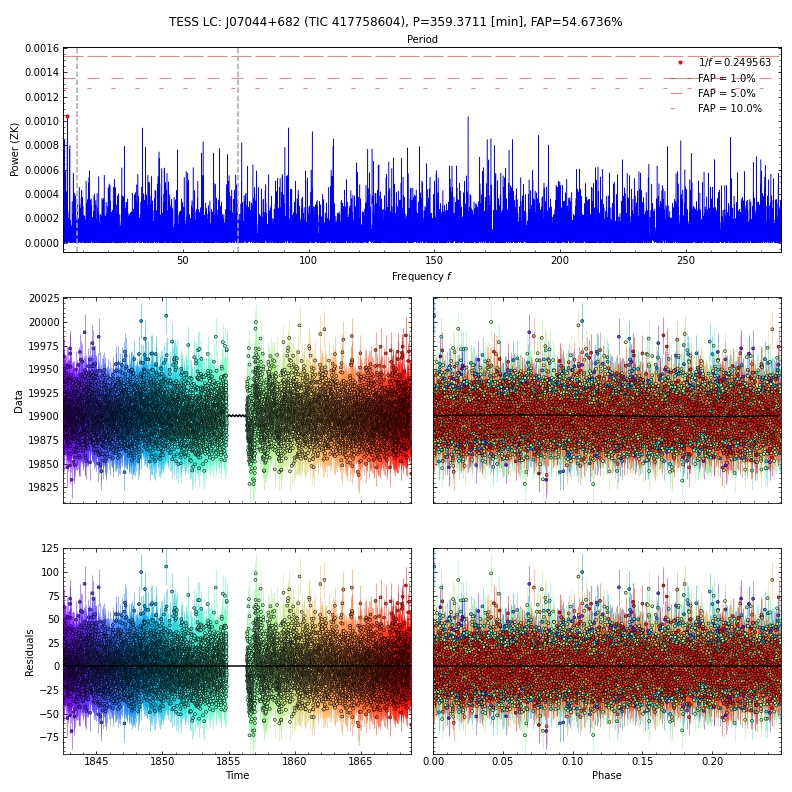 TESS LC: J07044+682 (TIC 417758604), P=359.3711 [min], FAP=54.6736%
Period
0.0016
0.0014
0.0012
0.0010
0.0008
0.0006
0.0004
0.0002
0.0000
Power (ZK)
1/f = 0.249563
FAP = 1.0%
FAP = 5.0%
FAP = 10.0%
50 100 150 200 250
Frequency f
20025
20000
19975
19950
19925
19900
19875
19850
19825
Data
125
100
75
50
25
0
−25
−50
−75
Residuals
1845 1850 1855 1860 1865
Time
0.00 0.05 0.10 0.15 0.20
Phase